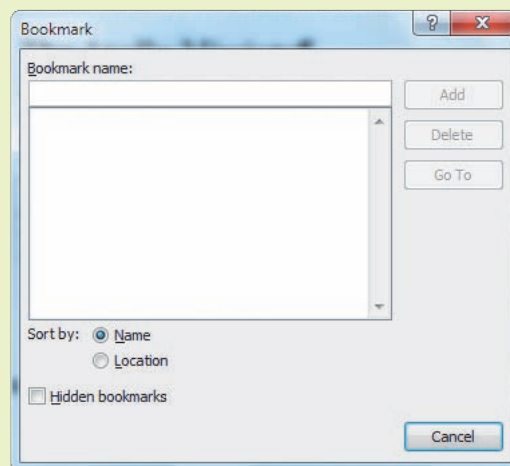 Bookmark
Bookmark name:
Add
Delete
Go To
Sort by: Name
Location
Hidden bookmarks
Cancel